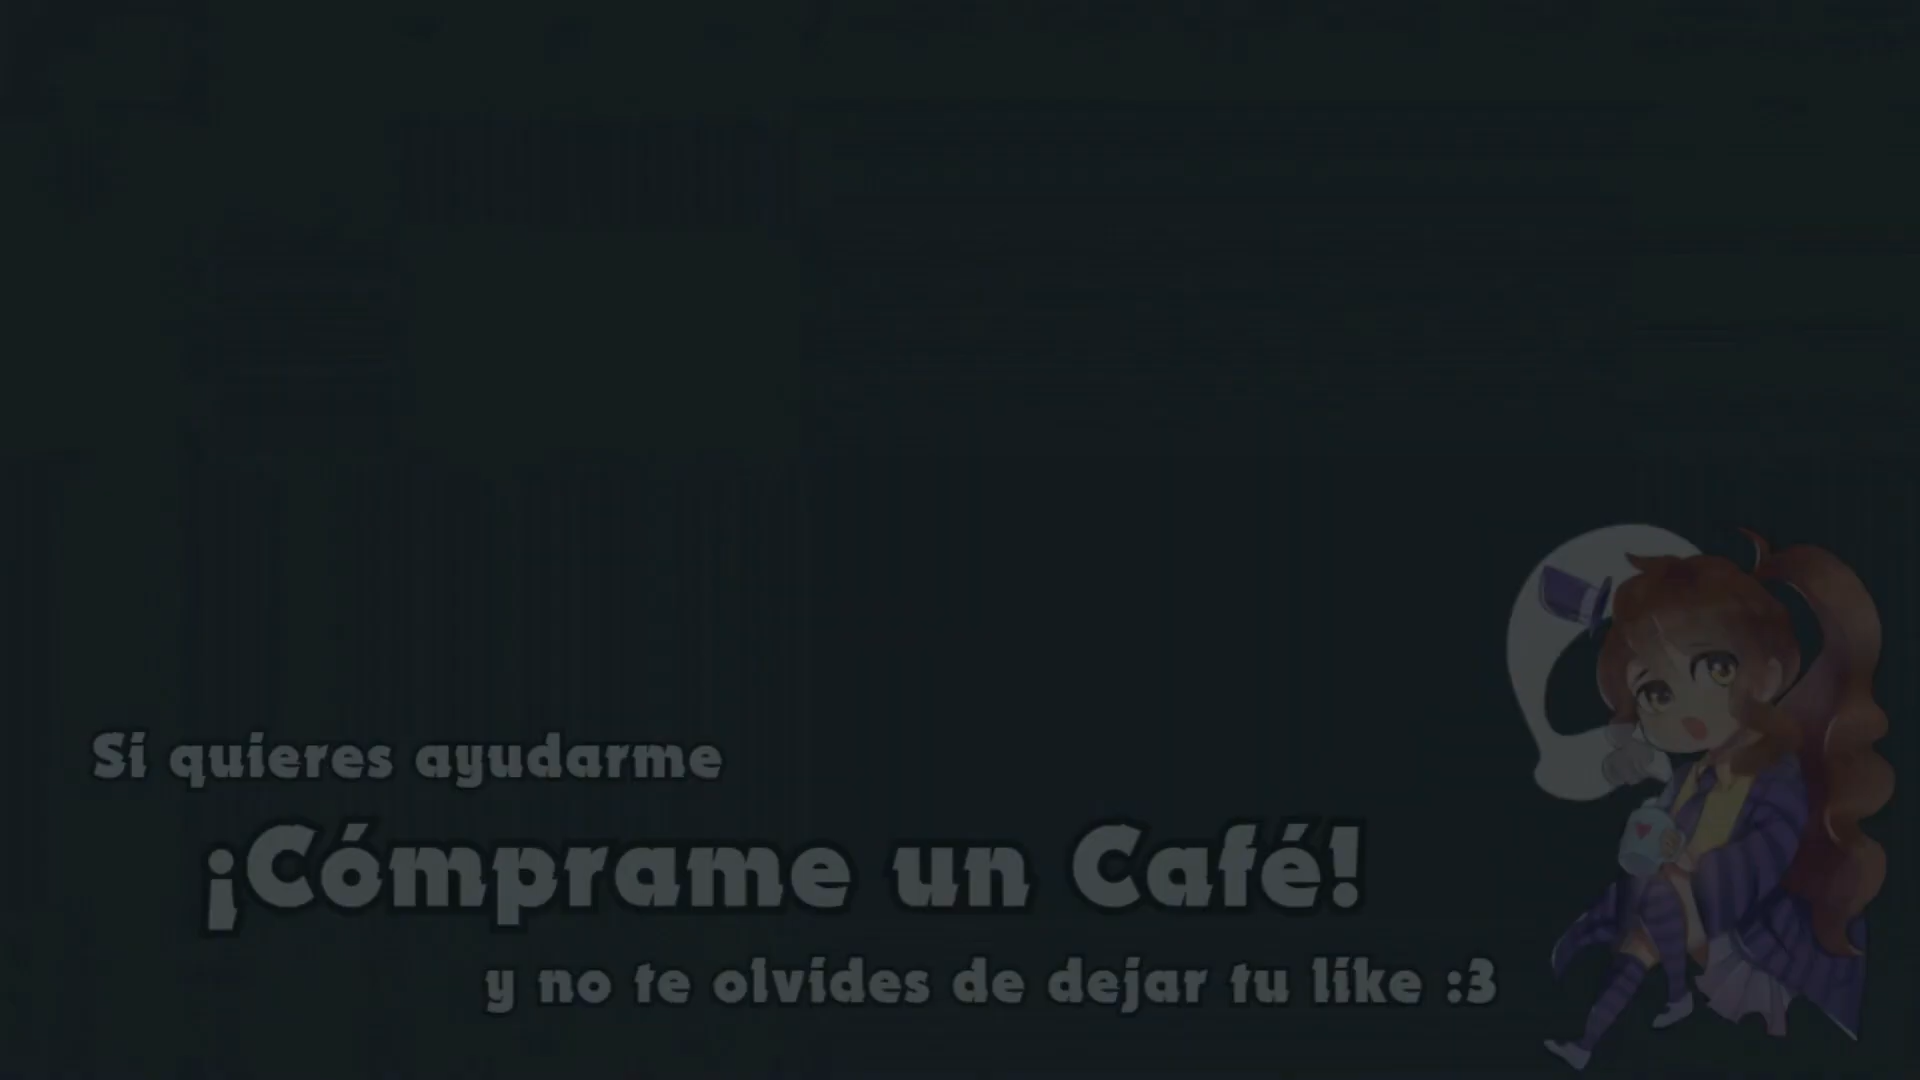 Si quieres ayudarme
¡Cómprame un Café!
y no te olvides de dejar tu like :3